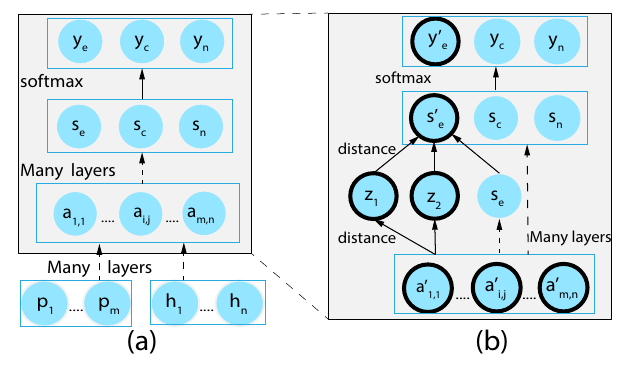 y_e y_c y_n
softmax
s_e s_c s_n
Many layers
a_1,1 .... a_i,j .... a_m,n
Many layers
p_1 .... p_m h_1 .... h_n
(a)
y'_e y_c y_n
softmax
s'_e s_c s_n
distance
z_1 z_2 s_e
distance
Many layers
a'_1,1 .... a'_i,j .... a'_m,n
(b)